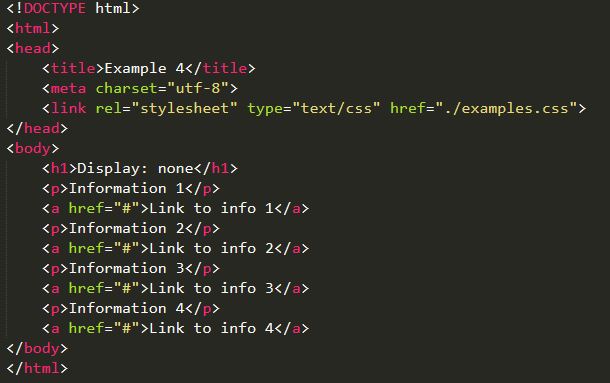 <!DOCTYPE html>
<html>
<head>
    <title>Example 4</title>
    <meta charset="utf-8">
    <link rel="stylesheet" type="text/css" href="./examples.css">
</head>
<body>
    <h1>Display: none</h1>
    <p>Information 1</p>
    <a href="#">Link to info 1</a>
    <p>Information 2</p>
    <a href="#">Link to info 2</a>
    <p>Information 3</p>
    <a href="#">Link to info 3</a>
    <p>Information 4</p>
    <a href="#">Link to info 4</a>
</body>
</html>